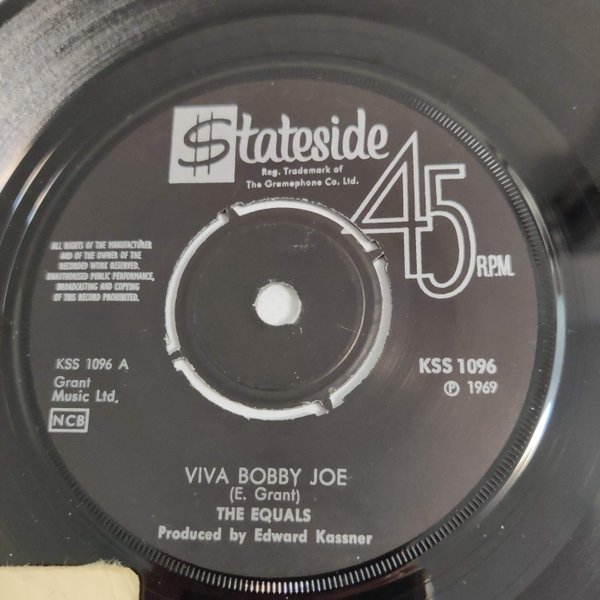 $tateside
Reg. Trademark of
The Gramophone Co. Ltd.
45
R.P.M.
ALL RIGHTS OF THE MANUFACTURER
AND OF THE OWNER OF THE
RECORDED WORK RESERVED.
UNAUTHORISED PUBLIC PERFORMANCE,
BROADCASTING AND COPYING
OF THIS RECORD PROHIBITED.
KSS 1096 A
Grant
Music Ltd.
NCB
KSS 1096
Ⓟ 1969
VIVA BOBBY JOE
(E. Grant)
THE EQUALS
Produced by Edward Kassner